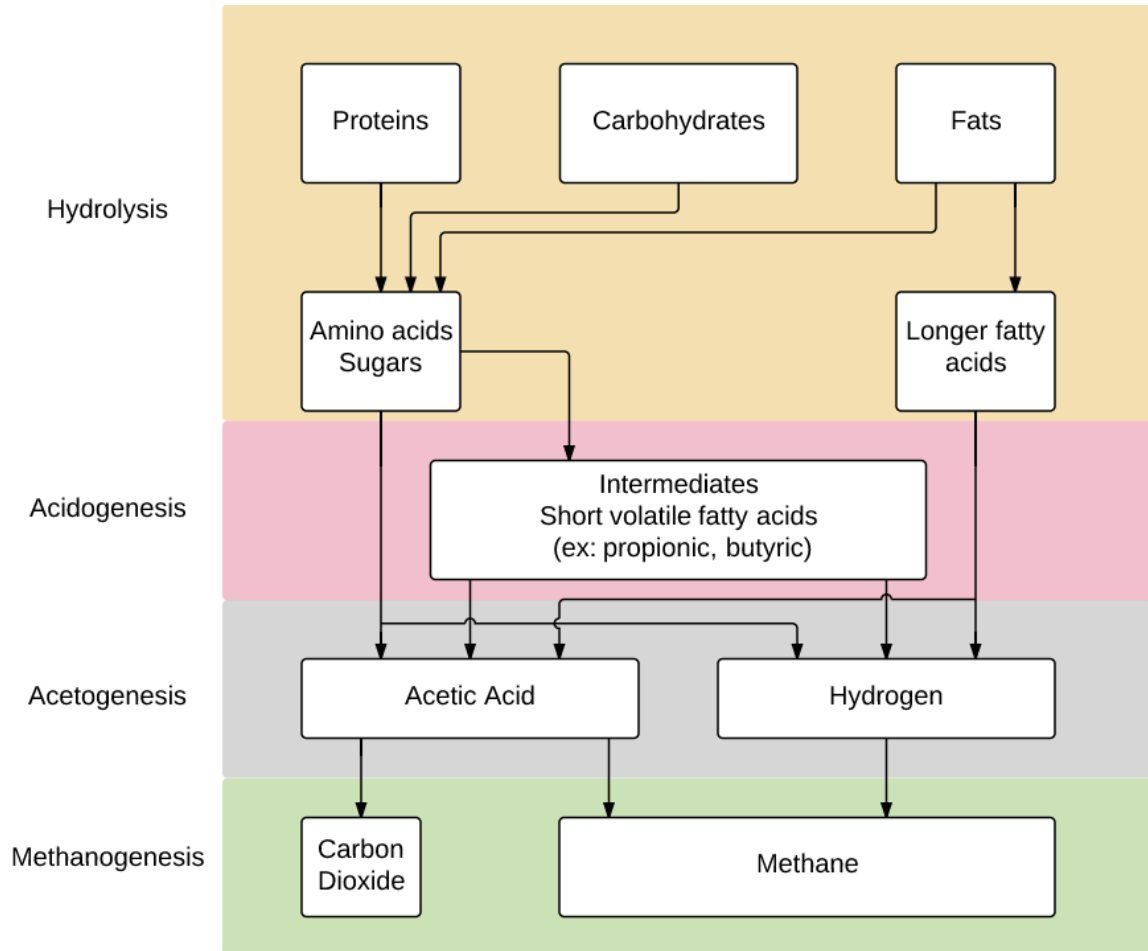 Proteins
Carbohydrates
Fats
Hydrolysis
Amino acids
Sugars
Longer fatty
acids
Acidogenesis
Intermediates
Short volatile fatty acids
(ex: propionic, butyric)
Acetogenesis
Acetic Acid
Hydrogen
Methanogenesis
Carbon
Dioxide
Methane